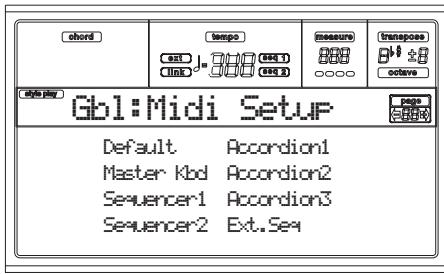 chord tempo measure transpose
ext seq 1
link seq 2
octave
style play
Gbl:Midi Setup
page
Default Accordion1
Master Kbd Accordion2
Sequencer1 Accordion3
Sequencer2 Ext.Seq